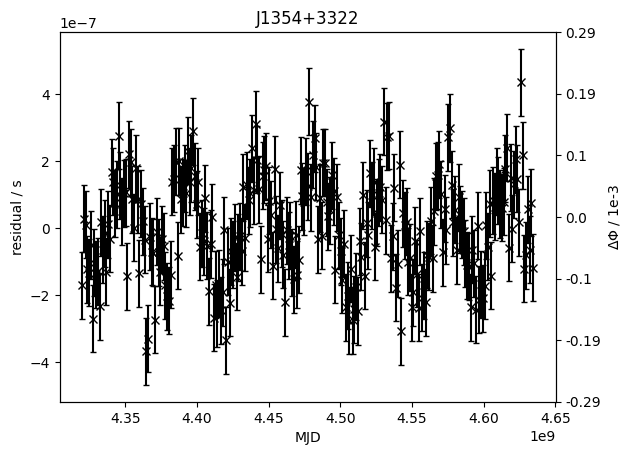 J1354+3322
1e−7
0.29
4
0.19
2
0.1
0
0.0
−2
-0.1
−4
-0.19
-0.29
residual / s
ΔΦ / 1e-3
4.35 4.40 4.45 4.50 4.55 4.60 4.65
MJD
1e9